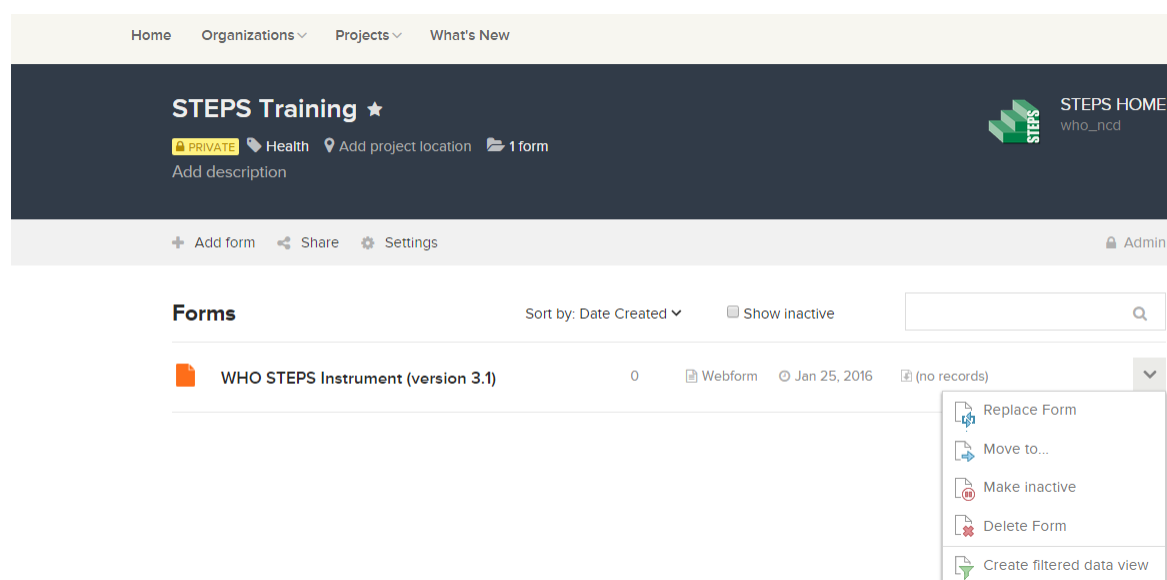 Home Organizations Projects What's New
STEPS Training
STEPS HOME
who_ncd
STEPS
PRIVATE Health Add project location 1 form
Add description
Add form Share Settings Admin
Forms Sort by: Date Created Show inactive
WHO STEPS Instrument (version 3.1) 0 Webform Jan 25, 2016 (no records)
Replace Form
Move to...
Make inactive
Delete Form
Create filtered data view